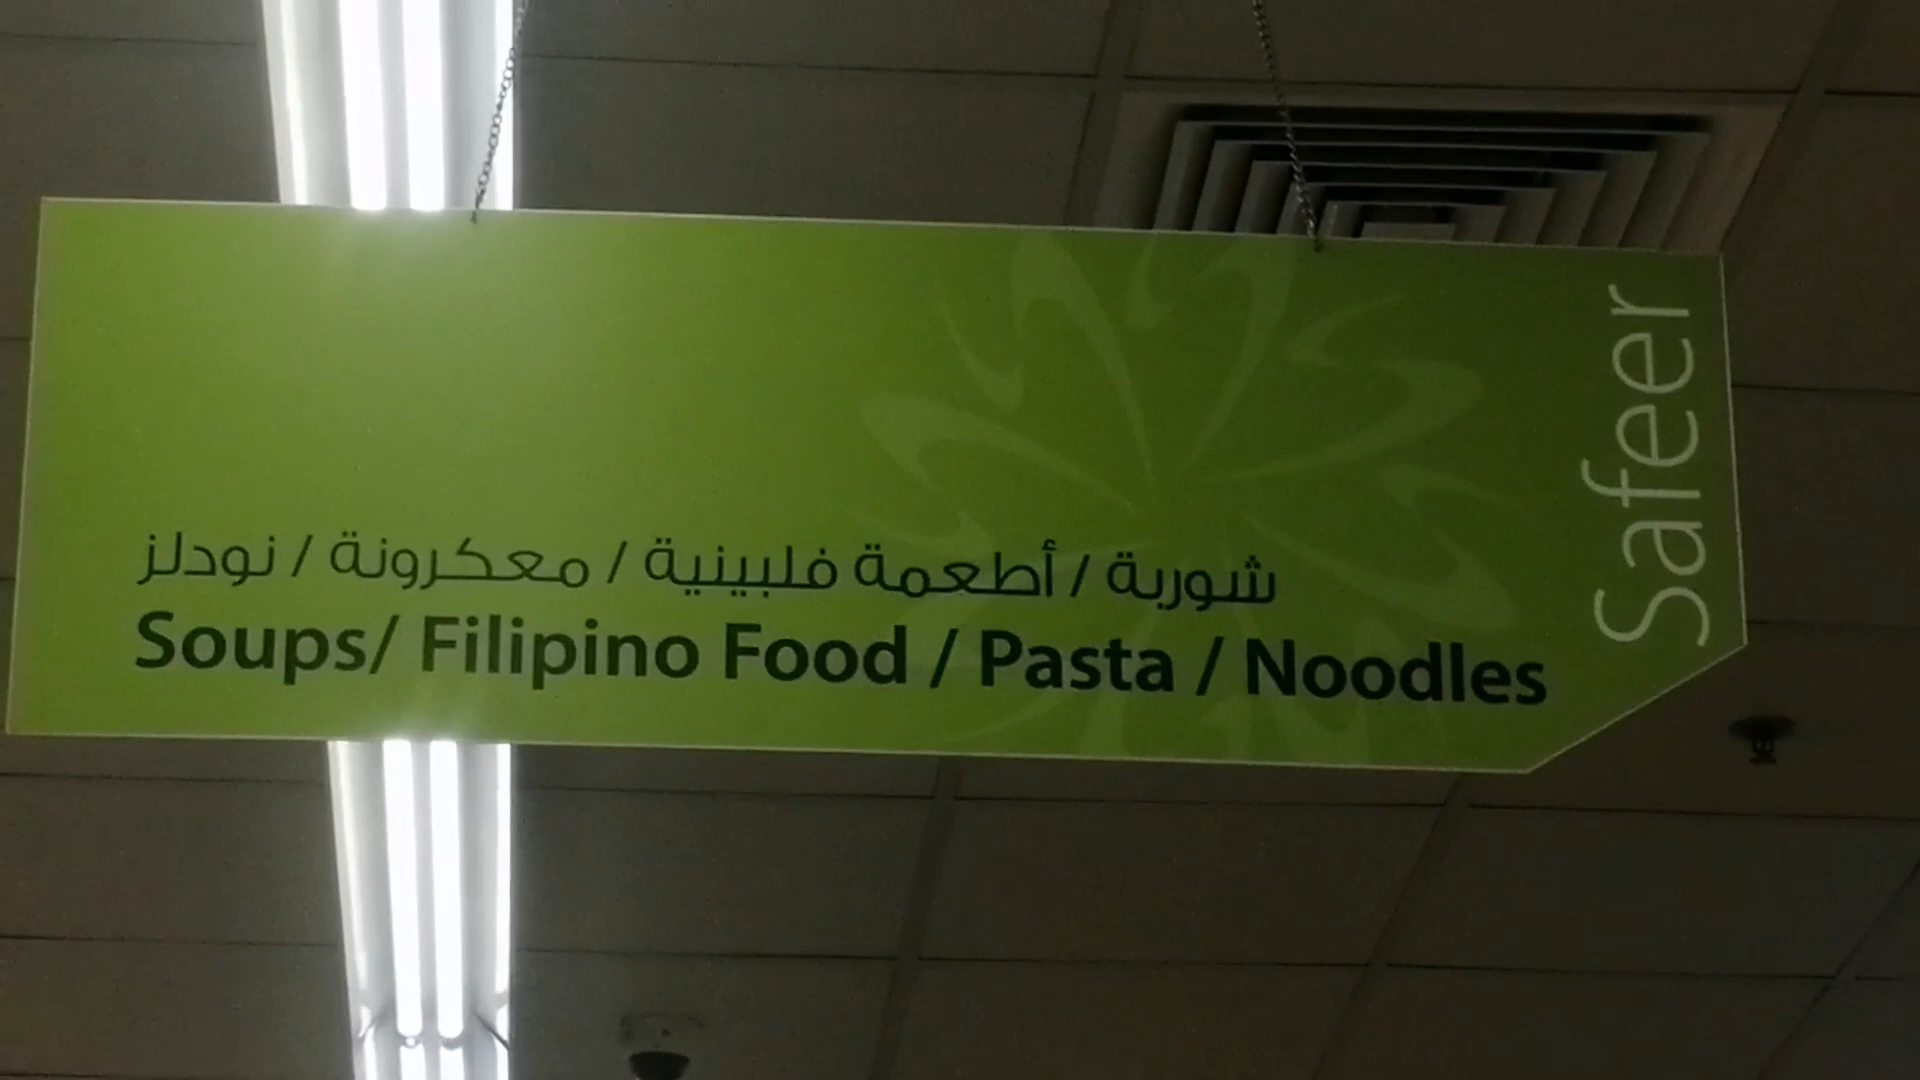 شوربة / أطعمة فلبينية / معكرونة / نودلز
Soups/ Filipino Food / Pasta / Noodles
Safeer